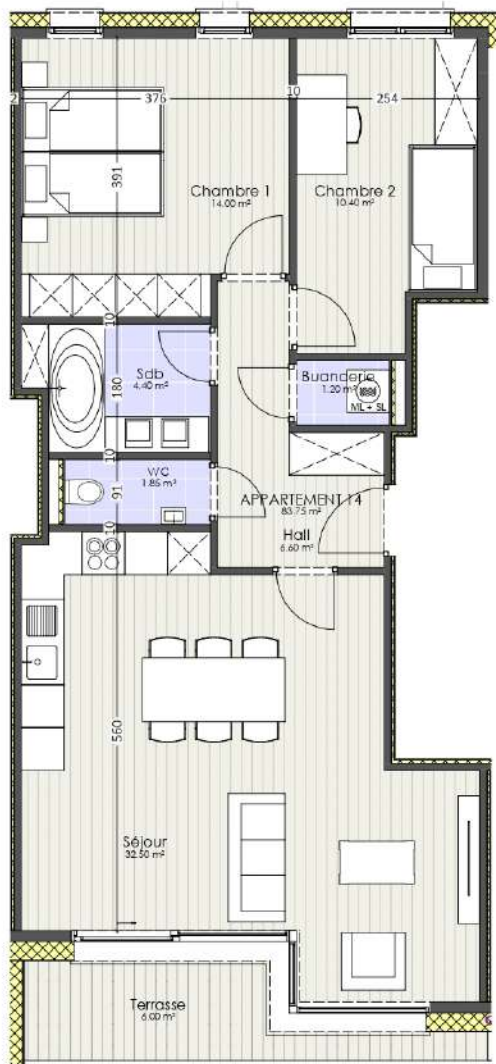 2
376
10
254
391
Chambre 1
14.00 m²
Chambre 2
10.40 m²
10
Sdb
4.40 m²
180
Buanderie
1.20 m²
ML + SL
WC
1.85 m²
91
10
APPARTEMENT 14
83.75 m²
Hall
6.60 m²
10
560
Séjour
32.50 m²
Terrasse
6.00 m²